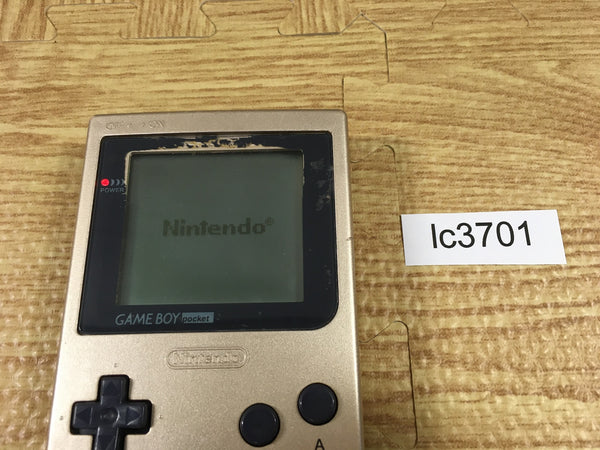 POWER
Nintendo®
GAME BOY pocket
Nintendo
A
lc3701